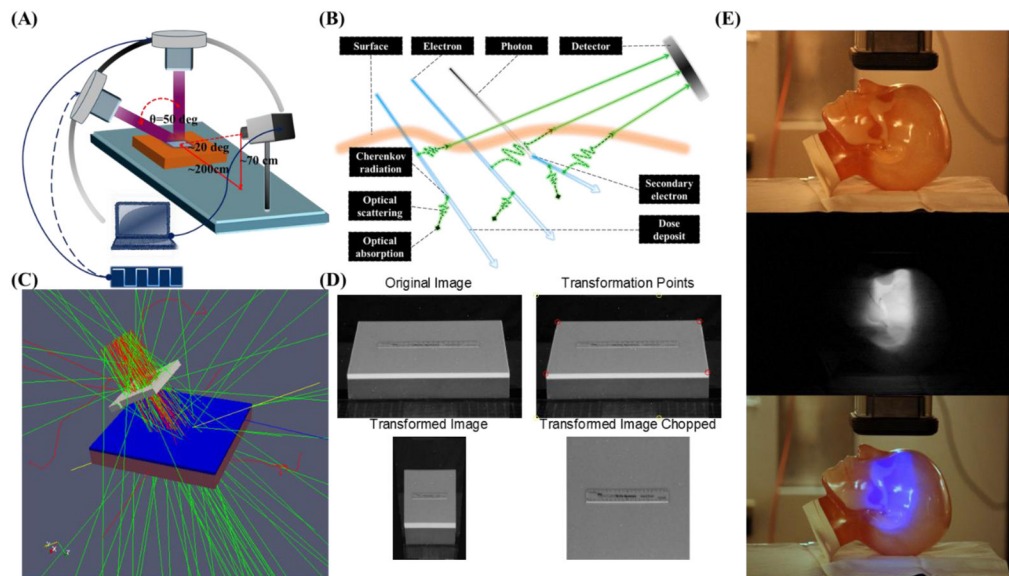 (A)
θ=50 deg
~20 deg
~200cm
~70 cm
(B)
Surface
Electron
Photon
Detector
Cherenkov
radiation
Optical
scattering
Optical
absorption
Secondary
electron
Dose
deposit
(C)
(D)
Original Image
Transformation Points
Transformed Image
Transformed Image Chopped
(E)